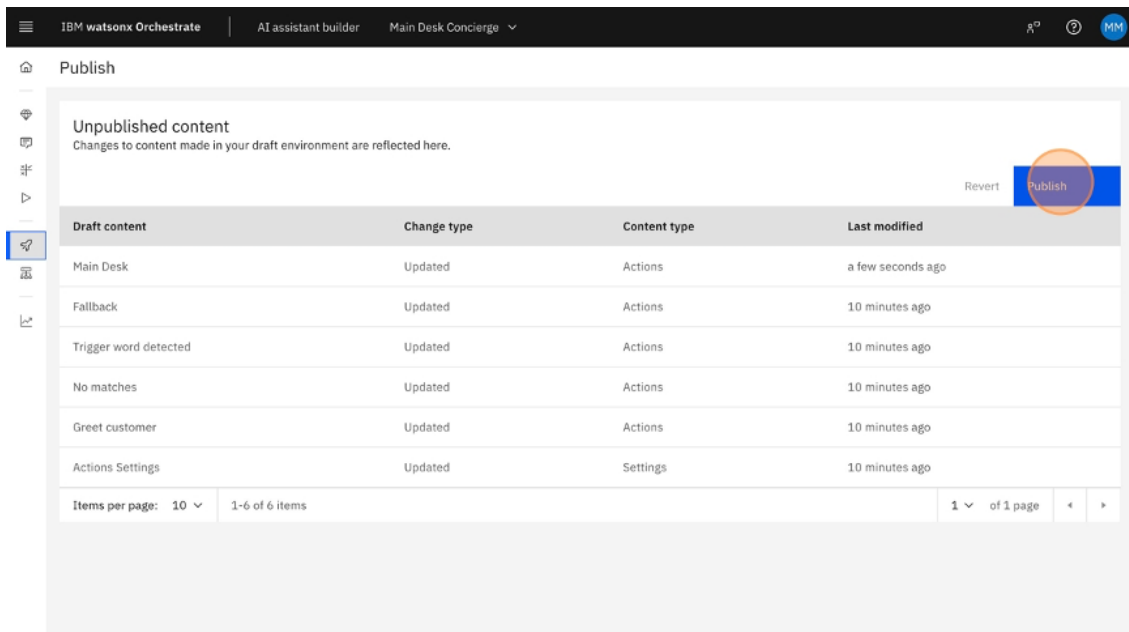 IBM watsonx Orchestrate AI assistant builder Main Desk Concierge MM
Publish
Unpublished content
Changes to content made in your draft environment are reflected here.
Revert Publish
Draft content Change type Content type Last modified
Main Desk Updated Actions a few seconds ago
Fallback Updated Actions 10 minutes ago
Trigger word detected Updated Actions 10 minutes ago
No matches Updated Actions 10 minutes ago
Greet customer Updated Actions 10 minutes ago
Actions Settings Updated Settings 10 minutes ago
Items per page: 10 1-6 of 6 items 1 of 1 page